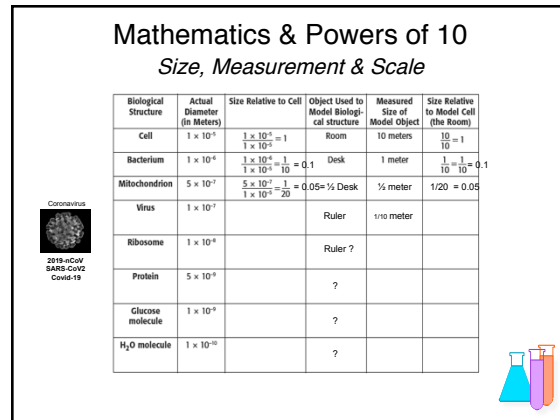 Mathematics & Powers of 10
Size, Measurement & Scale
Biological Structure | Actual Diameter (in Meters) | Size Relative to Cell | Object Used to Model Biologi-cal structure | Measured Size of Model Object | Size Relative to Model Cell (the Room)
Cell | 1 × 10⁻⁵ | 1 × 10⁻⁵ / 1 × 10⁻⁵ = 1 | Room | 10 meters | 10/10 = 1
Bacterium | 1 × 10⁻⁶ | 1 × 10⁻⁶ / 1 × 10⁻⁵ = 1/10 = 0.1 | Desk | 1 meter | 1/10 = 1/10 = 0.1
Mitochondrion | 5 × 10⁻⁷ | 5 × 10⁻⁷ / 1 × 10⁻⁵ = 1/20 = 0.05 | = ½ Desk | ½ meter | 1/20 = 0.05
Virus | 1 × 10⁻⁷ | | Ruler | 1/10 meter |
Ribosome | 1 × 10⁻⁸ | | Ruler ? | |
Protein | 5 × 10⁻⁹ | | ? | |
Glucose molecule | 1 × 10⁻⁹ | | ? | |
H₂O molecule | 1 × 10⁻¹⁰ | | ? | |
Coronavirus
2019-nCoV
SARS-CoV2
Covid-19